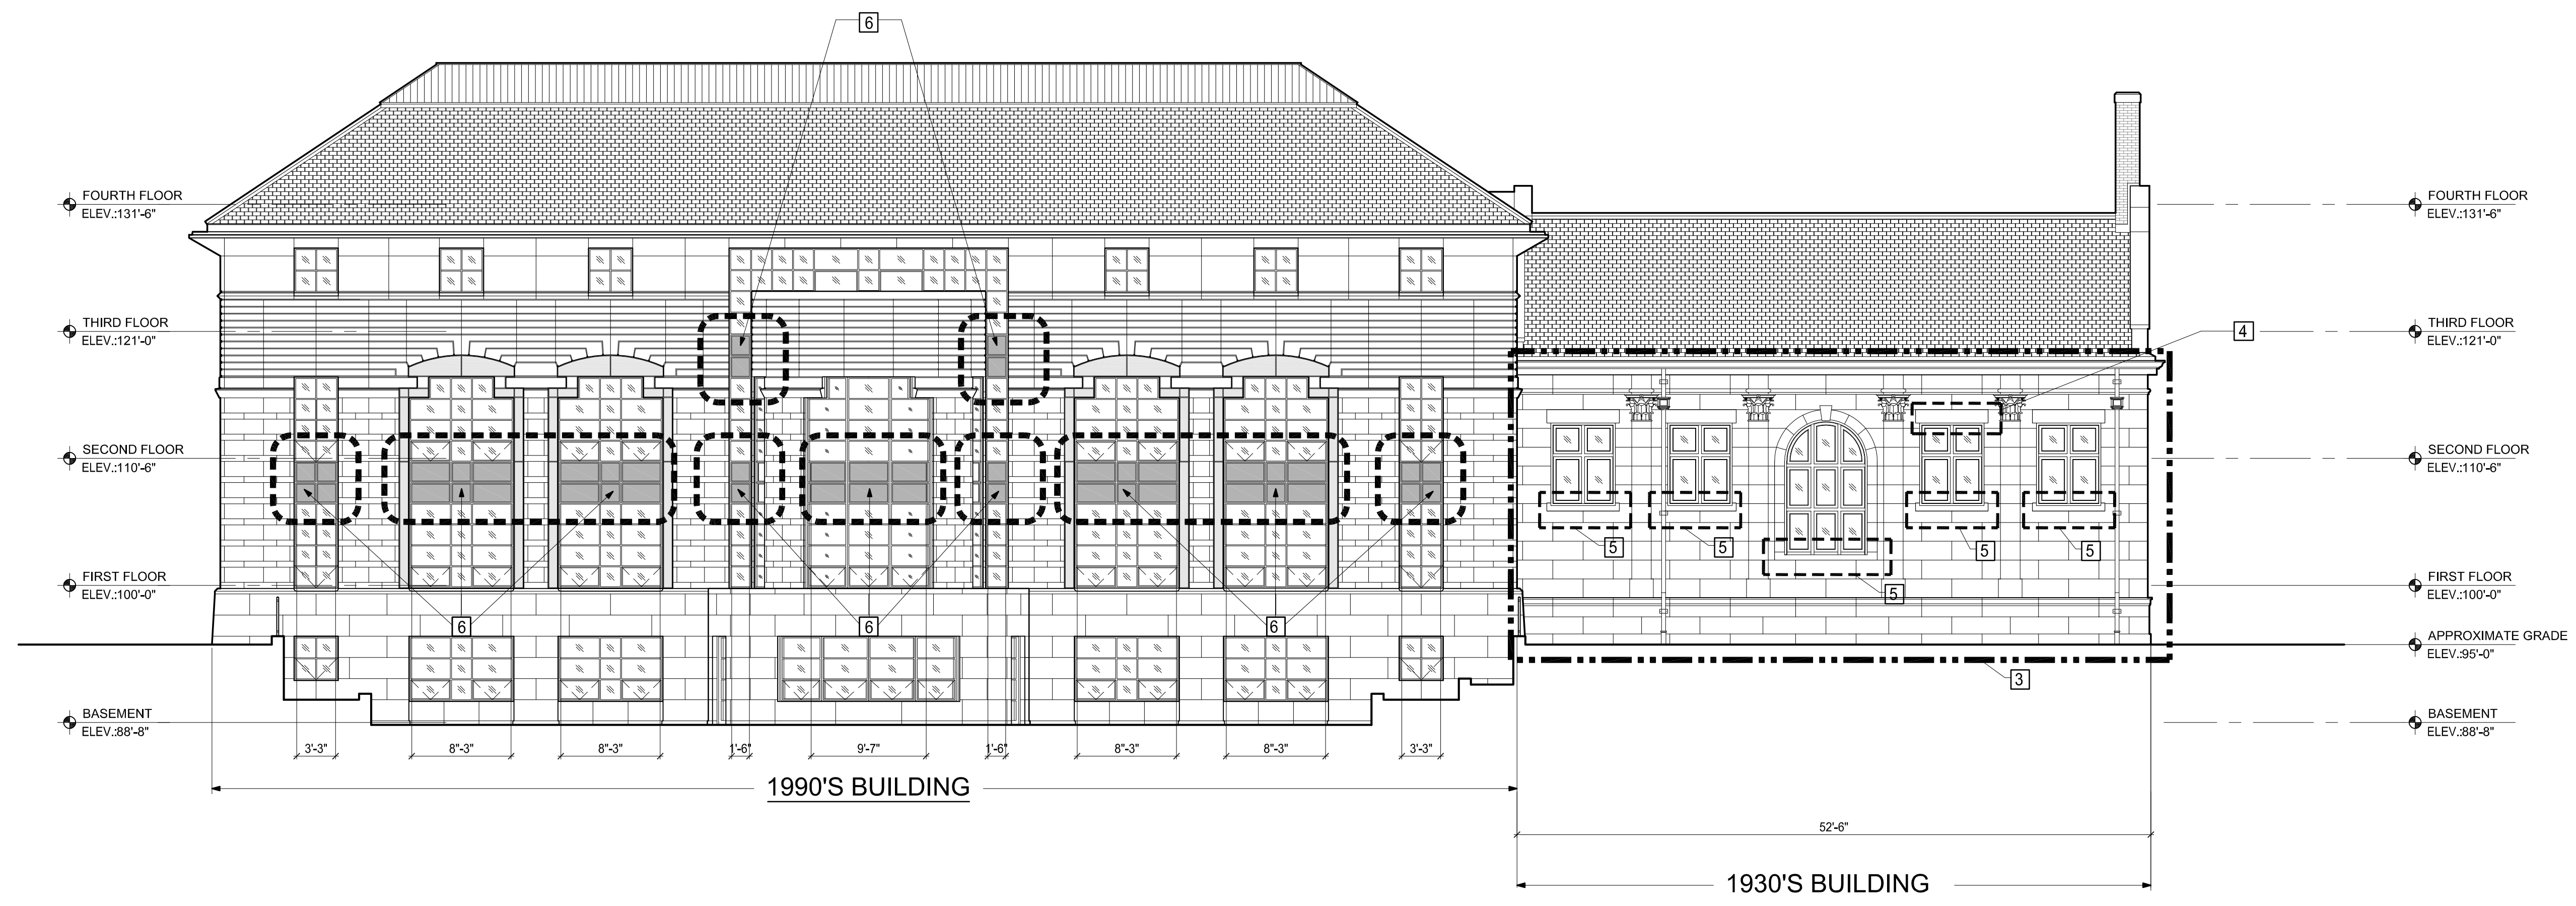 6
FOURTH FLOOR
ELEV.:131'-6"
FOURTH FLOOR
ELEV.:131'-6"
THIRD FLOOR
ELEV.:121'-0"
4
THIRD FLOOR
ELEV.:121'-0"
SECOND FLOOR
ELEV.:110'-6"
SECOND FLOOR
ELEV.:110'-6"
5
5
5
5
FIRST FLOOR
ELEV.:100'-0"
5
FIRST FLOOR
ELEV.:100'-0"
6
6
6
APPROXIMATE GRADE
ELEV.:95'-0"
3
BASEMENT
ELEV.:88'-8"
BASEMENT
ELEV.:88'-8"
3'-3"
8"-3"
8"-3"
1'-6"
9'-7"
1'-6"
8"-3"
8"-3"
3'-3"
1990'S BUILDING
52'-6"
1930'S BUILDING